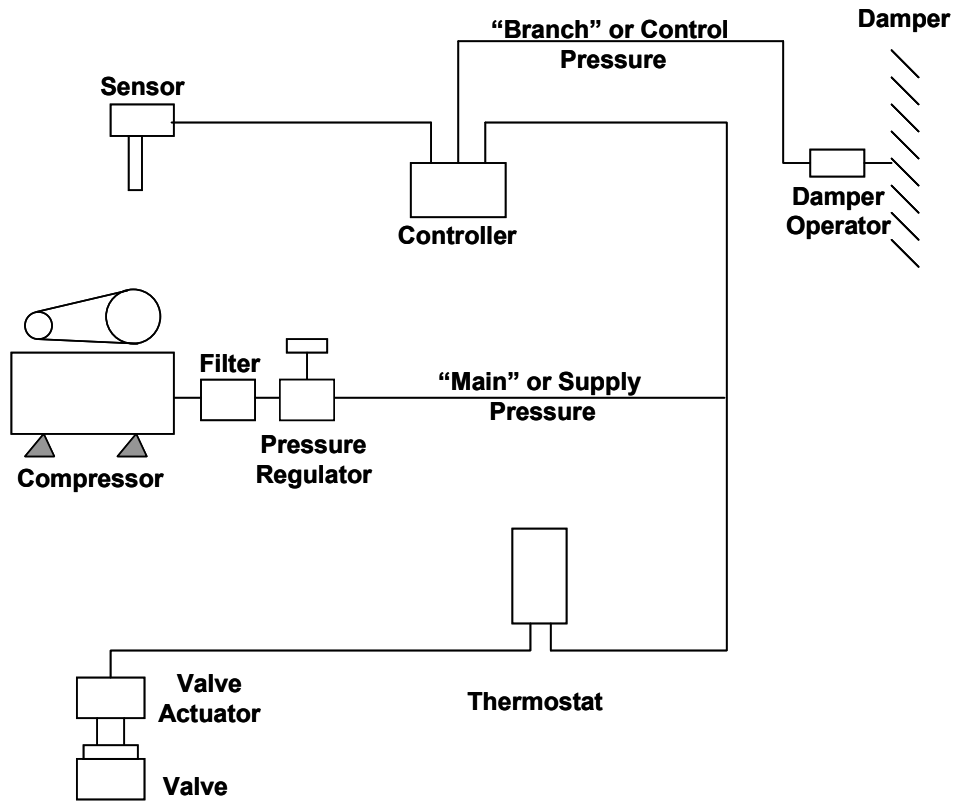 Damper
“Branch” or Control
Pressure
Sensor
Controller
Damper
Operator
Filter
“Main” or Supply
Pressure
Pressure
Regulator
Compressor
Thermostat
Valve
Actuator
Valve